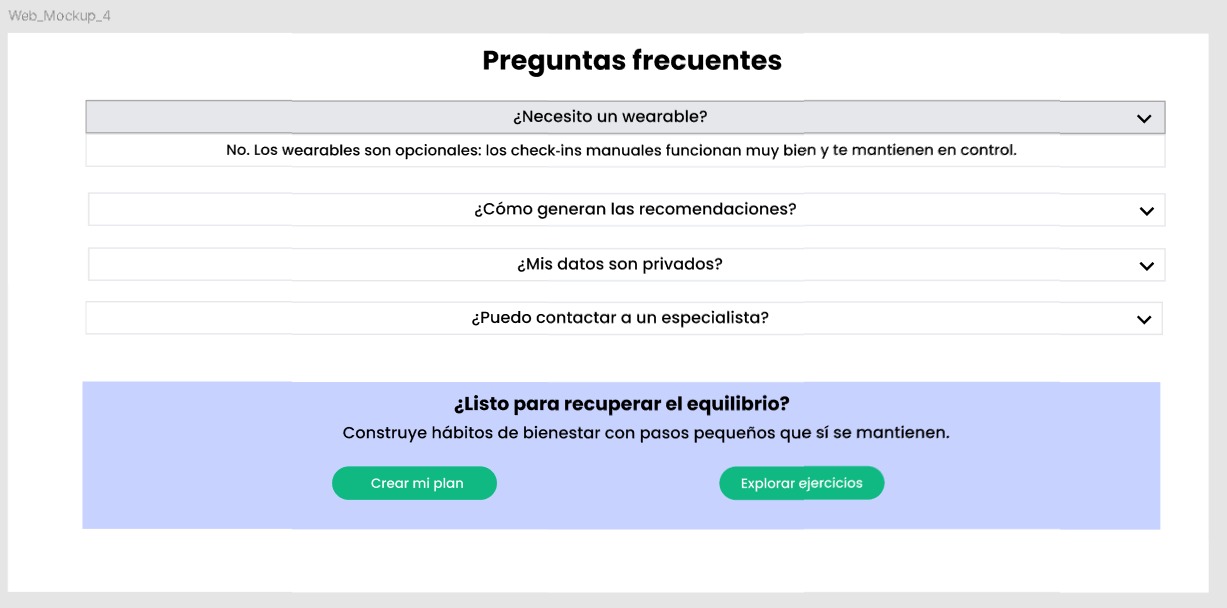 Web_Mockup_4
Preguntas frecuentes
¿Necesito un wearable?
No. Los wearables son opcionales: los check-ins manuales funcionan muy bien y te mantienen en control.
¿Cómo generan las recomendaciones?
¿Mis datos son privados?
¿Puedo contactar a un especialista?
¿Listo para recuperar el equilibrio?
Construye hábitos de bienestar con pasos pequeños que sí se mantienen.
Crear mi plan
Explorar ejercicios